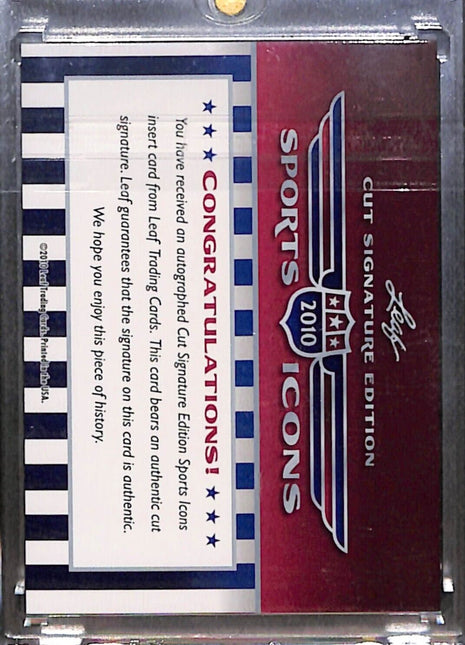 Leaf
CUT SIGNATURE EDITION
2010
SPORTS ICONS
★ ★ ★ CONGRATULATIONS! ★ ★ ★
You have received an autographed Cut Signature Edition Sports Icons
insert card from Leaf Trading Cards. This card bears an authentic cut
signature. Leaf guarantees that the signature on this card is authentic.
We hope you enjoy this piece of history.
©2010 Leaf Trading Cards. Printed in the USA.